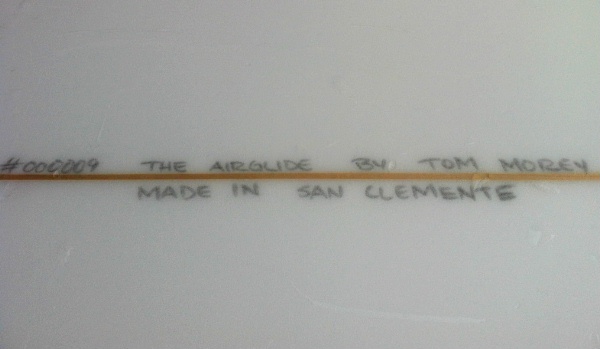 #000009 THE AIRGLIDE BY TOM MOREY
MADE IN SAN CLEMENTE